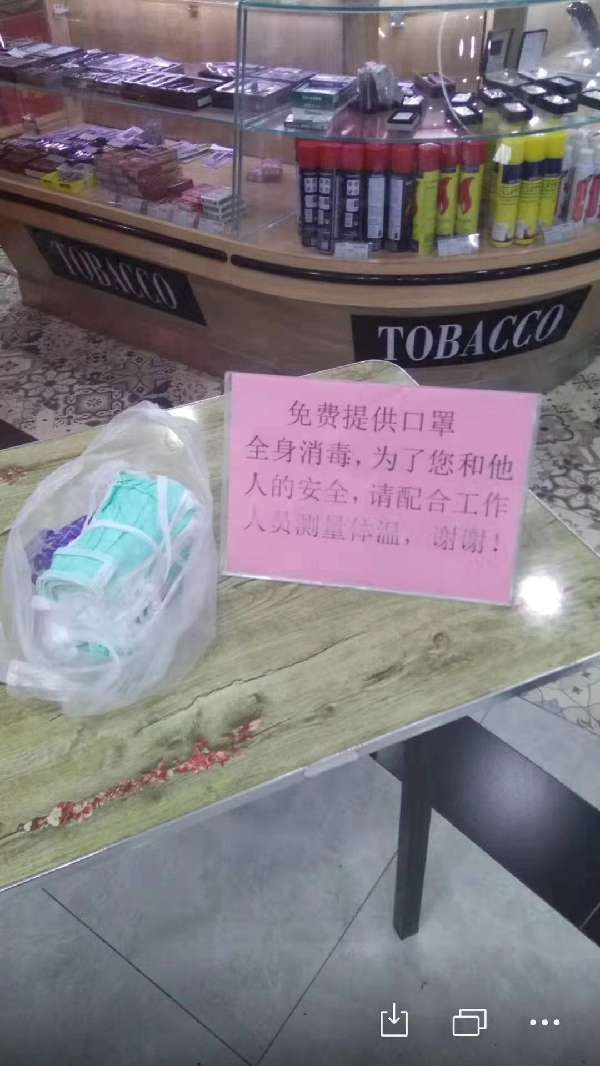 TOBACCO
TOBACCO
免费提供口罩
全身消毒，为了您和他
人的安全，请配合工作
人员测量体温，谢谢！